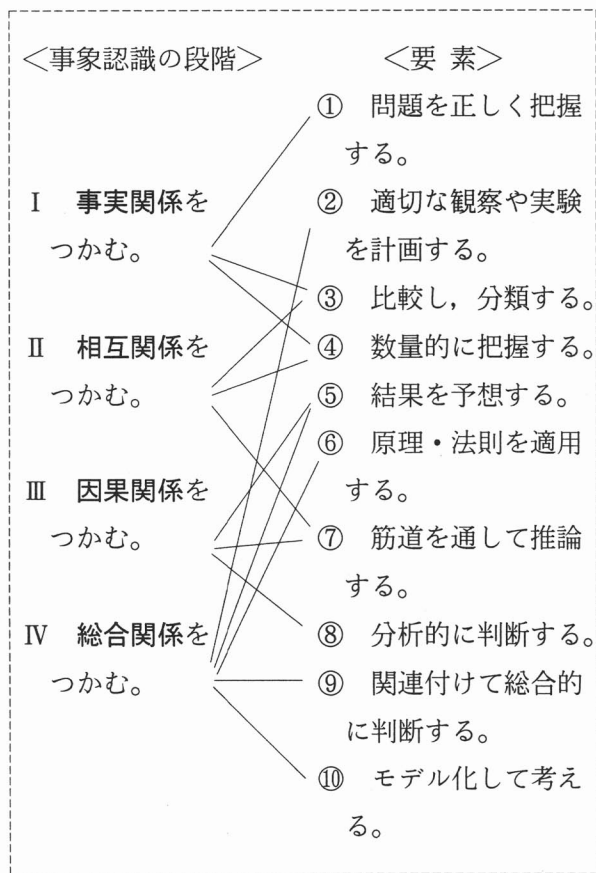 <事象認識の段階>
Ⅰ 事実関係を
つかむ。
Ⅱ 相互関係を
つかむ。
Ⅲ 因果関係を
つかむ。
Ⅳ 総合関係を
つかむ。
<要 素>
① 問題を正しく把握
する。
② 適切な観察や実験
を計画する。
③ 比較し，分類する。
④ 数量的に把握する。
⑤ 結果を予想する。
⑥ 原理・法則を適用
する。
⑦ 筋道を通して推論
する。
⑧ 分析的に判断する。
⑨ 関連付けて総合的
に判断する。
⑩ モデル化して考え
る。